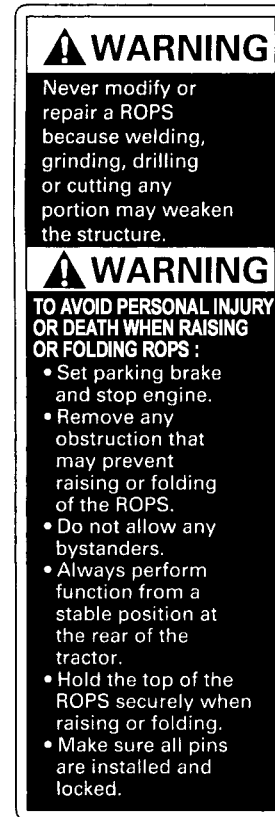 WARNING
Never modify or
repair a ROPS
because welding,
grinding, drilling
or cutting any
portion may weaken
the structure.
WARNING
TO AVOID PERSONAL INJURY
OR DEATH WHEN RAISING
OR FOLDING ROPS :
• Set parking brake
and stop engine.
• Remove any
obstruction that
may prevent
raising or folding
of the ROPS.
• Do not allow any
bystanders.
• Always perform
function from a
stable position at
the rear of the
tractor.
• Hold the top of the
ROPS securely when
raising or folding.
• Make sure all pins
are installed and
locked.